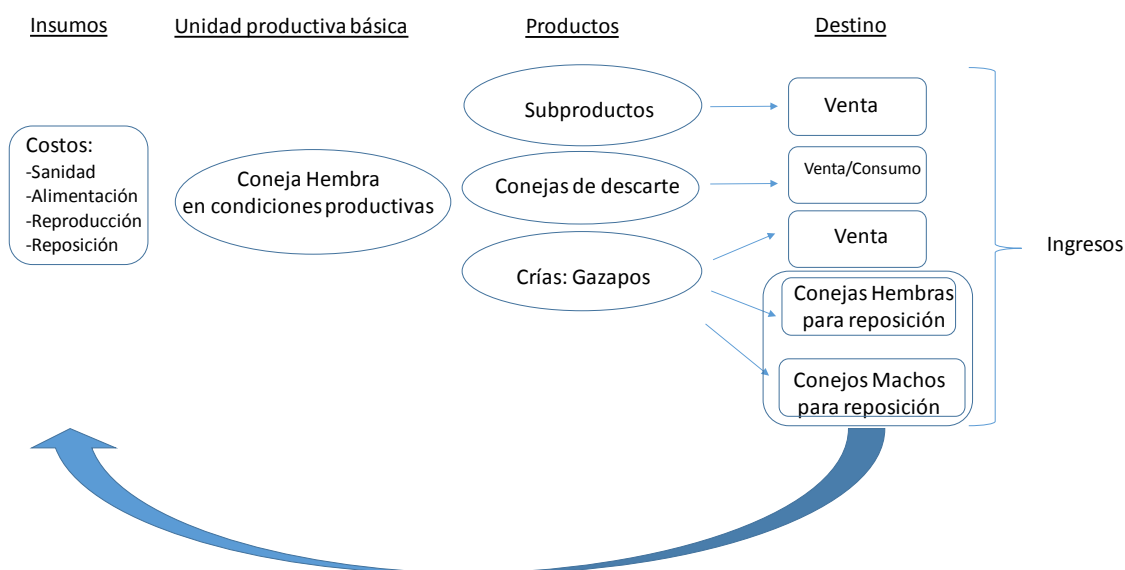 Insumos
Unidad productiva básica
Productos
Destino
Costos:
-Sanidad
-Alimentación
-Reproducción
-Reposición
Coneja Hembra
en condiciones productivas
Subproductos
Conejas de descarte
Crías: Gazapos
Venta
Venta/Consumo
Venta
Conejas Hembras
para reposición
Conejos Machos
para reposición
Ingresos